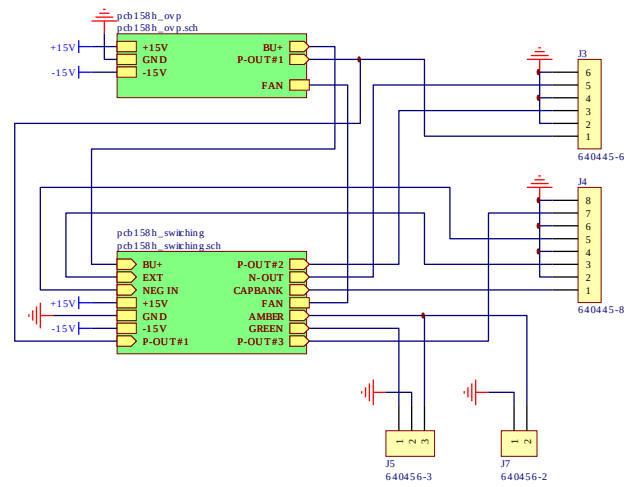 pcb158h_ovp
pcb158h_ovp.sch
+15V
+15V
BU+
GND
P-OUT#1
-15V
-15V
FAN
J3
6
5
4
3
2
1
640445-6
J4
8
7
6
5
4
3
2
1
640445-8
pcb158h_switching
pcb158h_switching.sch
BU+
P-OUT#2
EXT
N-OUT
NEG IN
CAPBANK
+15V
+15V
FAN
GND
AMBER
-15V
-15V
GREEN
P-OUT#1
P-OUT#3
1
2
3
J5
640456-3
1
2
J7
640456-2